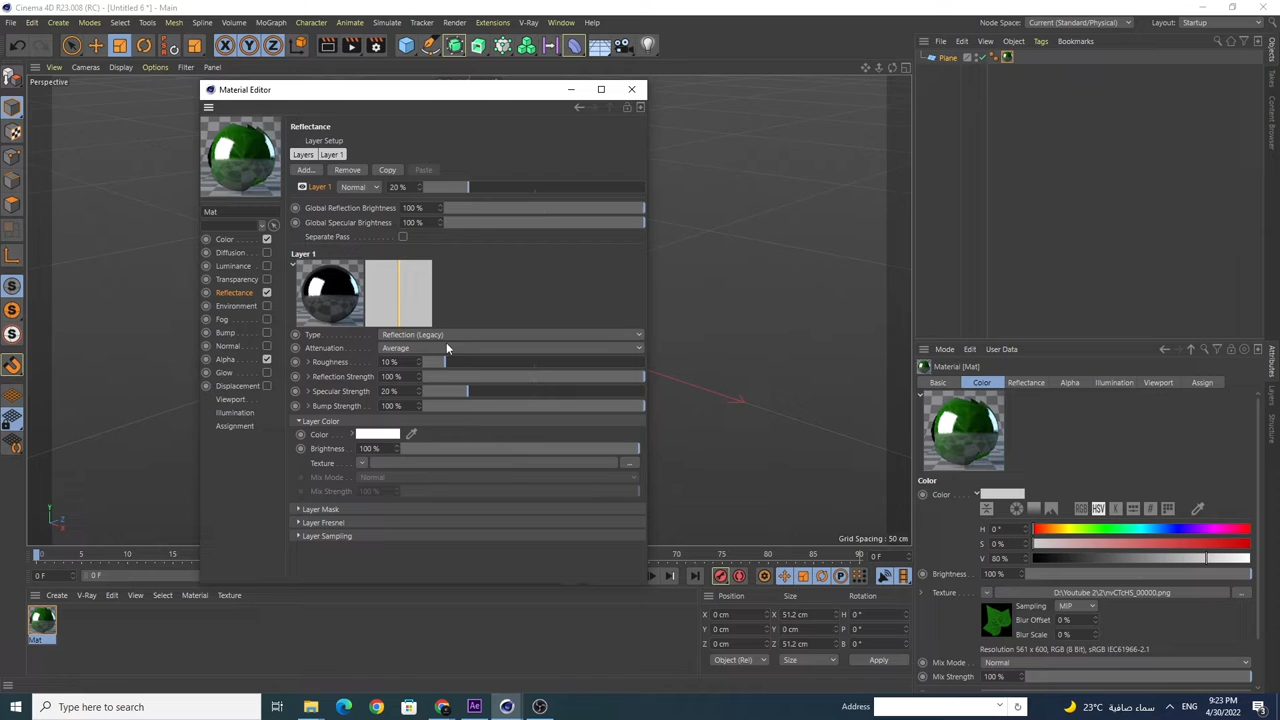 Cinema 4D R23.008 (RC) - [Untitled 6 *] - Main
File Edit Create Modes Select Tools Mesh Spline Volume MoGraph Character Animate Simulate Tracker Render Extensions V-Ray Window Help
Node Space: Current (Standard/Physical) Layout: Startup
X Y Z
File Edit View Object Tags Bookmarks
View Cameras Display Options Filter Panel
Plane
Perspective
Material Editor
Reflectance
Layer Setup
Layers Layer 1
Add... Remove Copy Paste
Layer 1 Normal 20 %
Mat
Global Reflection Brightness 100 %
Global Specular Brightness 100 %
Separate Pass
Color
Diffusion
Luminance
Transparency
Reflectance
Environment
Fog
Bump
Normal
Alpha
Glow
Displacement
Viewport
Illumination
Assignment
Layer 1
Type Reflection (Legacy)
Attenuation Average
Roughness 10 %
Reflection Strength 100 %
Specular Strength 20 %
Bump Strength 100 %
Layer Color
Color
Brightness 100 %
Texture ...
Mix Mode Normal
Mix Strength 100 %
Layer Mask
Layer Fresnel
Layer Sampling
Y
Z
X
Grid Spacing : 50 cm
0 5 10 15 70 75 80 85 90 0 F
0 F 0 F
Create V-Ray Edit View Select Material Texture
Mat
Position Size Rotation
X 0 cm X 51.2 cm H 0 °
Y 0 cm Y 0 cm P 0 °
Z 0 cm Z 51.2 cm B 0 °
Object (Rel) Size Apply
Objects
Takes
Content Browser
Attributes
Layers
Structure
Mode Edit User Data
Material [Mat]
Basic Color Reflectance Alpha Illumination Viewport Assign
Color
Color
RGB HSV K #
H 0 °
S 0 %
V 80 %
Brightness 100 %
Texture D:\Youtube 2\2\nvCTcHS_00000.png ...
Sampling MIP
Blur Offset 0 %
Blur Scale 0 %
Resolution 561 x 600, RGB (8 Bit), sRGB IEC61966-2.1
Mix Mode Normal
Mix Strength 100 %
Type here to search
Ae
Address
23°C سماء صافية
9:23 PM
4/30/2022